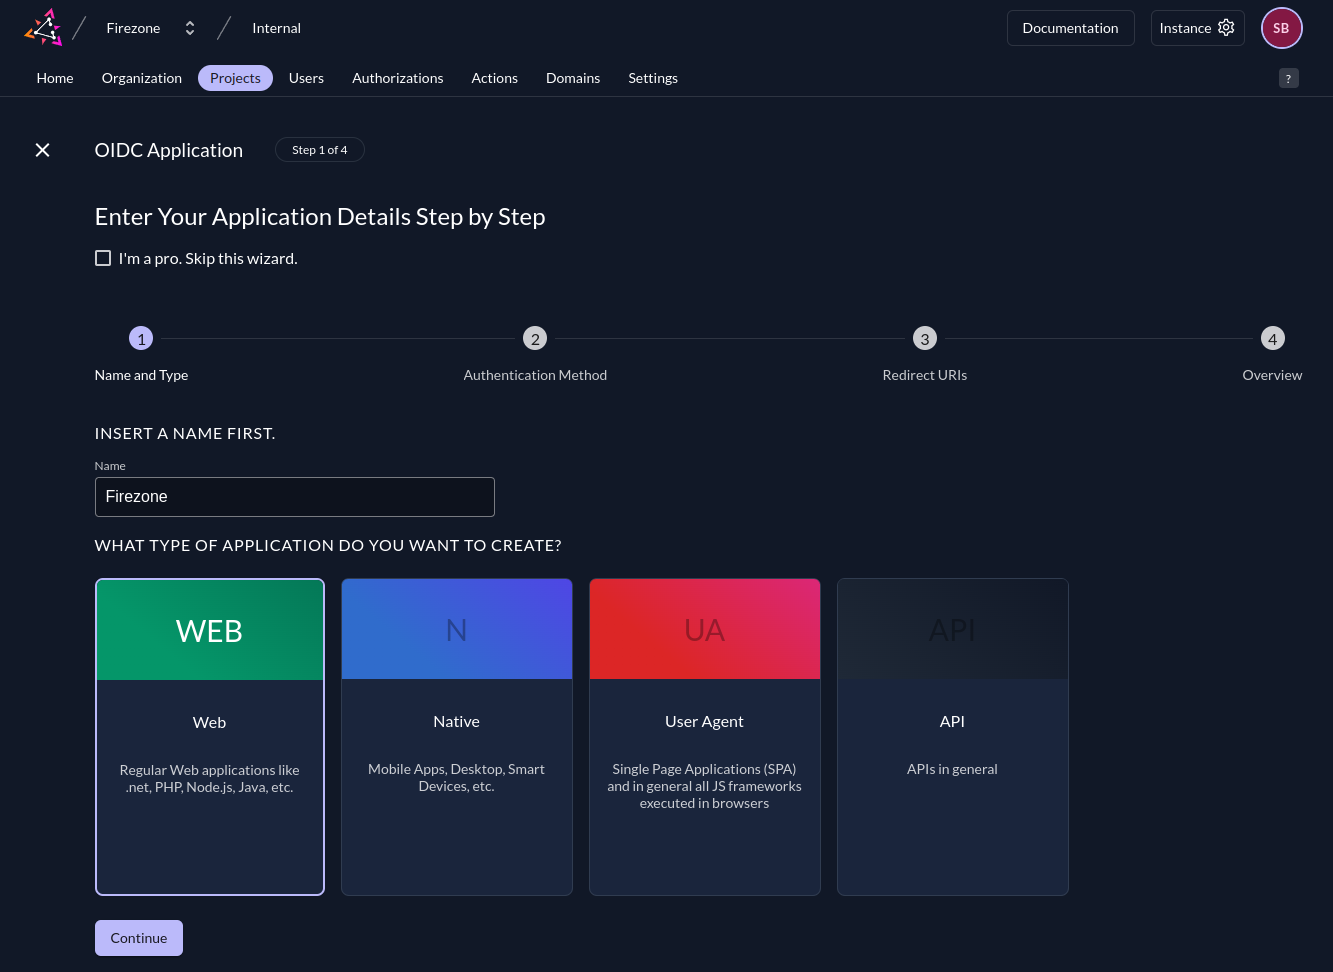 Firezone
Internal
Documentation
Instance
SB
Home
Organization
Projects
Users
Authorizations
Actions
Domains
Settings
?
OIDC Application
Step 1 of 4
Enter Your Application Details Step by Step
I'm a pro. Skip this wizard.
1
2
3
4
Name and Type
Authentication Method
Redirect URIs
Overview
INSERT A NAME FIRST.
Name
Firezone
WHAT TYPE OF APPLICATION DO YOU WANT TO CREATE?
WEB
Web
Regular Web applications like
.net, PHP, Node.js, Java, etc.
N
Native
Mobile Apps, Desktop, Smart
Devices, etc.
UA
User Agent
Single Page Applications (SPA)
and in general all JS frameworks
executed in browsers
API
API
APIs in general
Continue